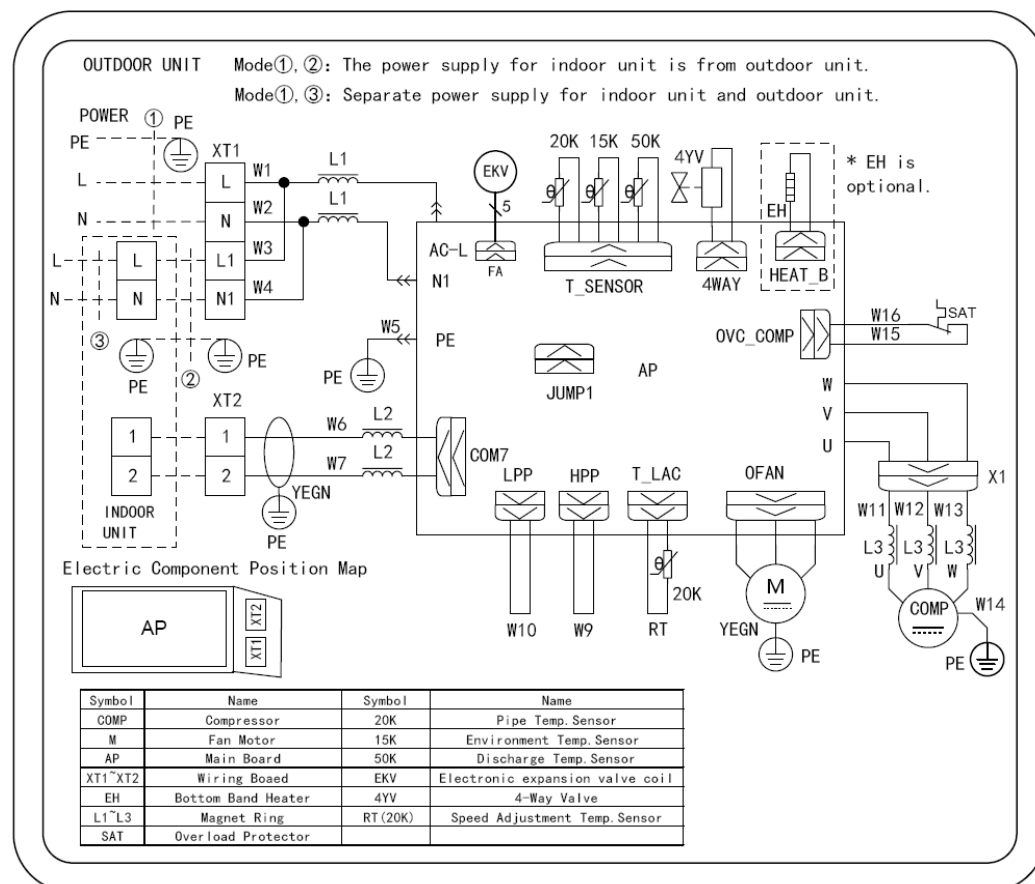 OUTDOOR UNIT Mode①, ②: The power supply for indoor unit is from outdoor unit.
Mode①, ③: Separate power supply for indoor unit and outdoor unit.
POWER ① PE
PE
XT1
L L W1 L1
N N W2 L1
L L L1 W3
N N N1 W4
③ PE ② PE
EKV
5
FA
20K 15K 50K
θ θ θ
T_SENSOR
4YV
4WAY
EH
HEAT_B
* EH is
optional.
AC-L
N1
W5
PE
PE
JUMP1
AP
OVC_COMP
W16
W15
SAT
W
V
U
X1
XT2
1 1 W6 L2
2 2 W7 L2
COM7
YEGN
PE
INDOOR
UNIT
LPP HPP T_LAC OFAN
W10 W9 RT
θ
20K
M
YEGN
PE
W11 W12 W13
L3 L3 L3
U V W
COMP
W14
PE
Electric Component Position Map
AP XT2 XT1
Symbol Name Symbol Name
COMP Compressor 20K Pipe Temp. Sensor
M Fan Motor 15K Environment Temp. Sensor
AP Main Board 50K Discharge Temp. Sensor
XT1~XT2 Wiring Boaed EKV Electronic expansion valve coil
EH Bottom Band Heater 4YV 4-Way Valve
L1~L3 Magnet Ring RT(20K) Speed Adjustment Temp. Sensor
SAT Overload Protector